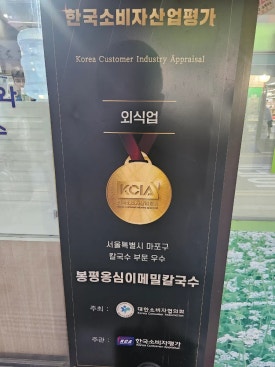 한국소비자산업평가
Korea Customer Industry Appraisal
외식업
KCIA
서울특별시 마포구
칼국수 부문 우수
봉평옹심이메밀칼국수
주최 :
대한소비자협의회
주관 :
KCA
한국소비자평가